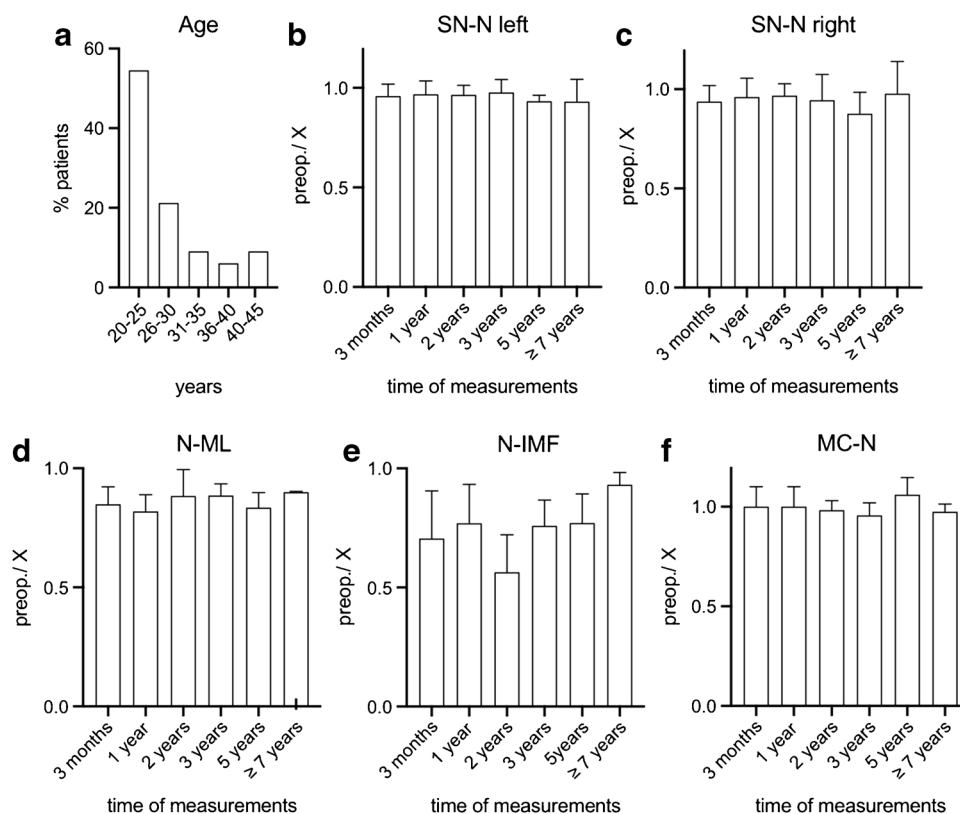 a
Age
60
40
20
0
% patients
20-25
26-30
31-35
36-40
40-45
years
b
SN-N left
1.0
0.5
0.0
preop./ X
3 months
1 year
2 years
3 years
5 years
≥ 7 years
time of measurements
c
SN-N right
1.0
0.5
0.0
preop./ X
3 months
1 year
2 years
3 years
5 years
≥ 7 years
time of measurements
d
N-ML
1.0
0.5
0.0
preop./ X
3 months
1 year
2 years
3 years
5 years
≥ 7 years
time of measurements
e
N-IMF
1.0
0.5
0.0
preop./ X
3 months
1 year
2 years
3 years
5years
≥ 7 years
time of measurements
f
MC-N
1.0
0.5
0.0
preop./ X
3 months
1 year
2 years
3 years
5 years
≥ 7 years
time of measurements